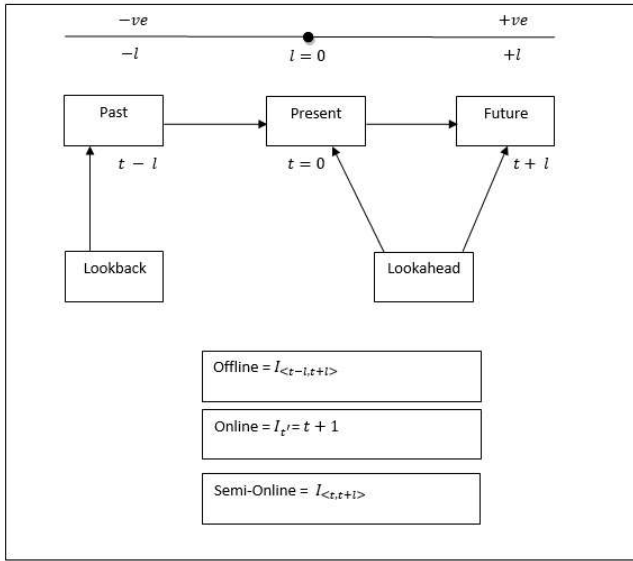 −ve +ve
−l l = 0 +l
Past Present Future
t − l t = 0 t + l
Lookback Lookahead
Offline = I<t−l,t+l>
Online = It′= t + 1
Semi-Online = I<t,t+l>